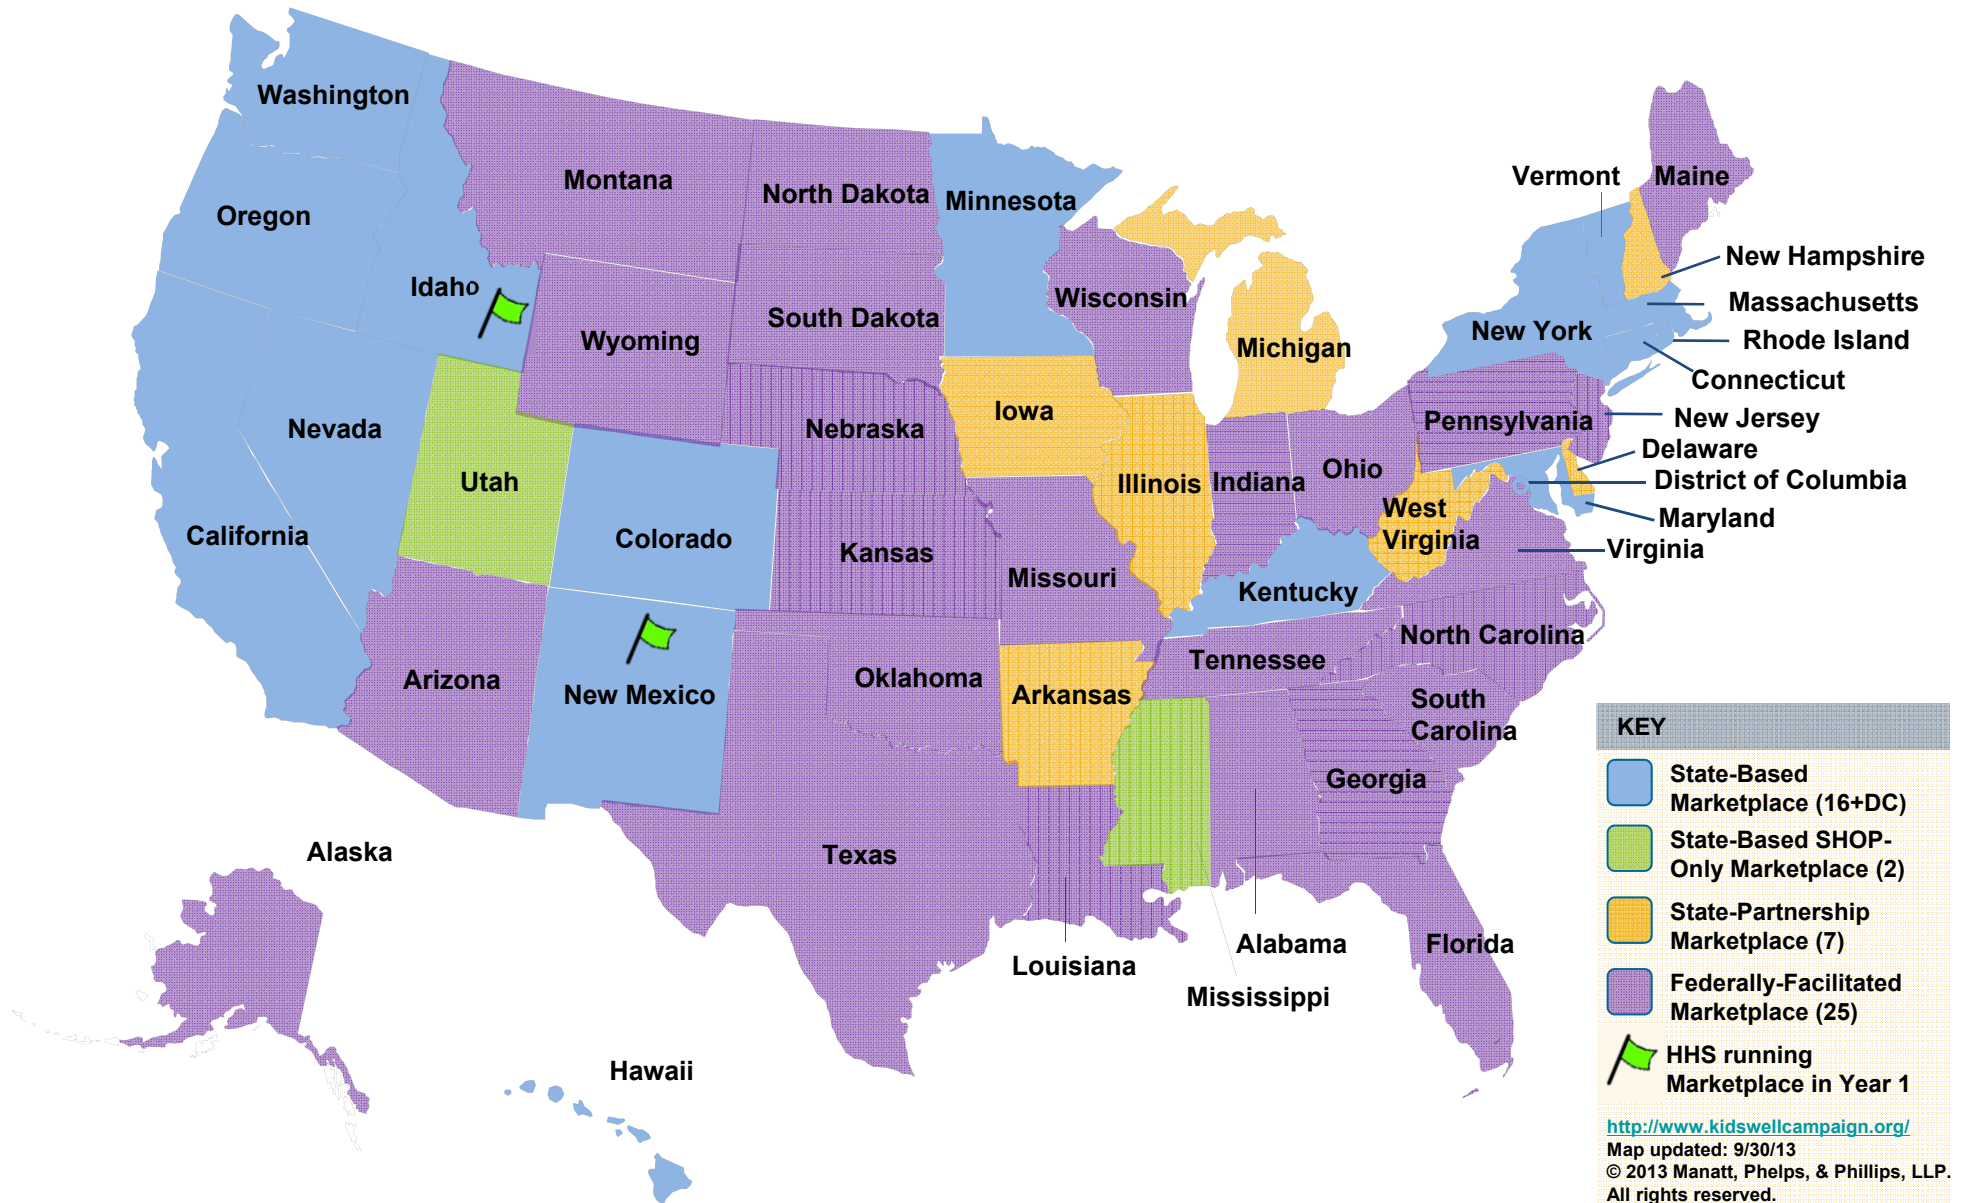 Washington
Montana
North Dakota
Minnesota
Vermont
Maine
Oregon
Idaho
Wyoming
South Dakota
Wisconsin
Michigan
New York
New Hampshire
Massachusetts
Rhode Island
Connecticut
New Jersey
Pennsylvania
Delaware
District of Columbia
Maryland
Virginia
Nevada
Utah
California
Colorado
Nebraska
Iowa
Kansas
Missouri
Illinois
Indiana
Ohio
West
Virginia
Kentucky
Arizona
New Mexico
Oklahoma
Arkansas
Tennessee
North Carolina
South
Carolina
Georgia
Texas
Louisiana
Alabama
Mississippi
Florida
Alaska
Hawaii
KEY
State-Based
Marketplace (16+DC)
State-Based SHOP-
Only Marketplace (2)
State-Partnership
Marketplace (7)
Federally-Facilitated
Marketplace (25)
HHS running
Marketplace in Year 1
http://www.kidswellcampaign.org/
Map updated: 9/30/13
© 2013 Manatt, Phelps, & Phillips, LLP.
All rights reserved.